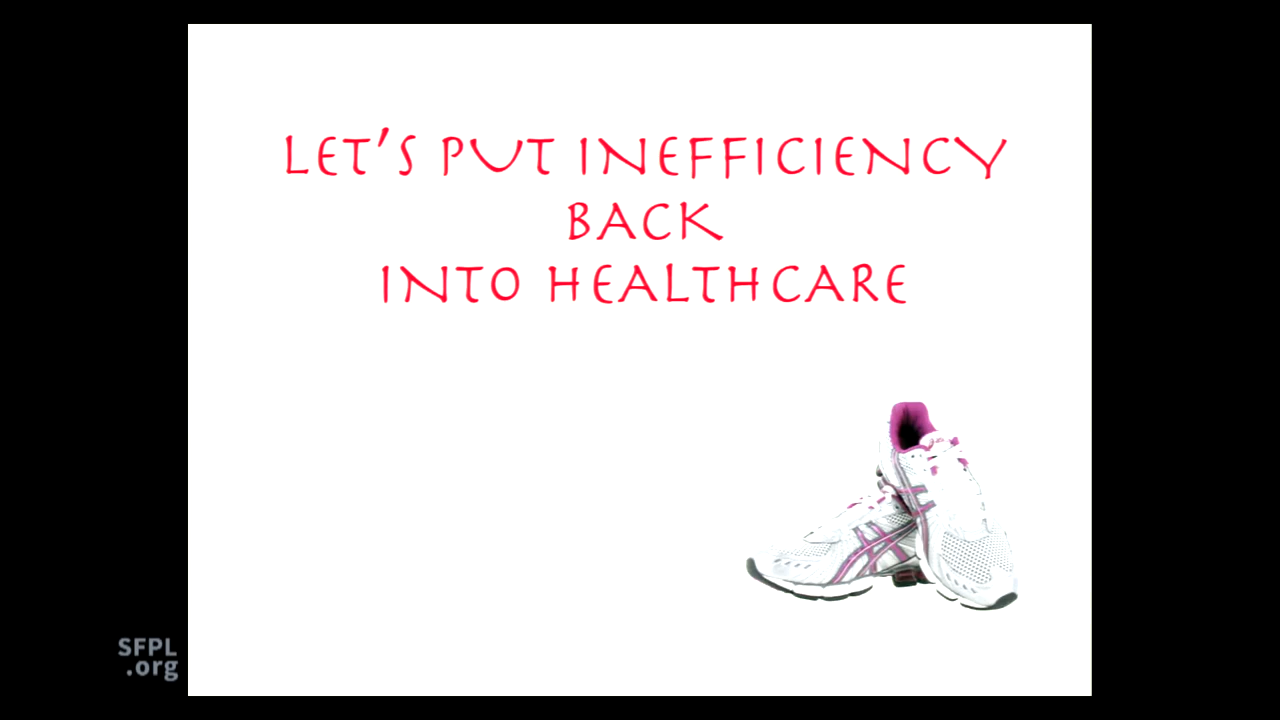 LET'S PUT INEFFICIENCY
BACK
INTO HEALTHCARE
SFPL
.org